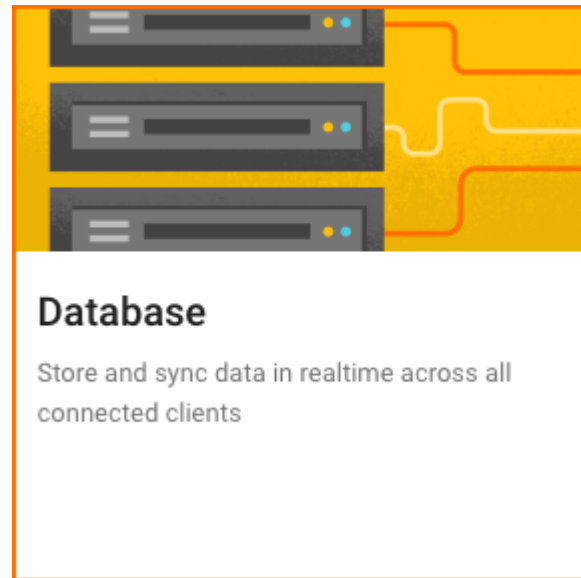 Database
Store and sync data in realtime across all
connected clients